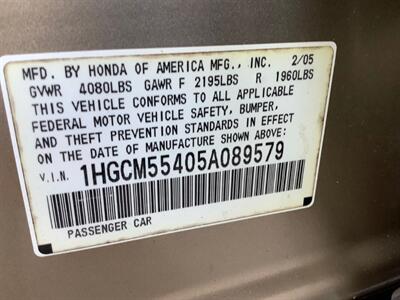 MFD. BY HONDA OF AMERICA MFG., INC. 2/05
GVWR 4080LBS GAWR F 2195LBS R 1960LBS
THIS VEHICLE CONFORMS TO ALL APPLICABLE
FEDERAL MOTOR VEHICLE SAFETY, BUMPER,
AND THEFT PREVENTION STANDARDS IN EFFECT
ON THE DATE OF MANUFACTURE SHOWN ABOVE.
V.I.N. 1HGCM55405A089579
PASSENGER CAR